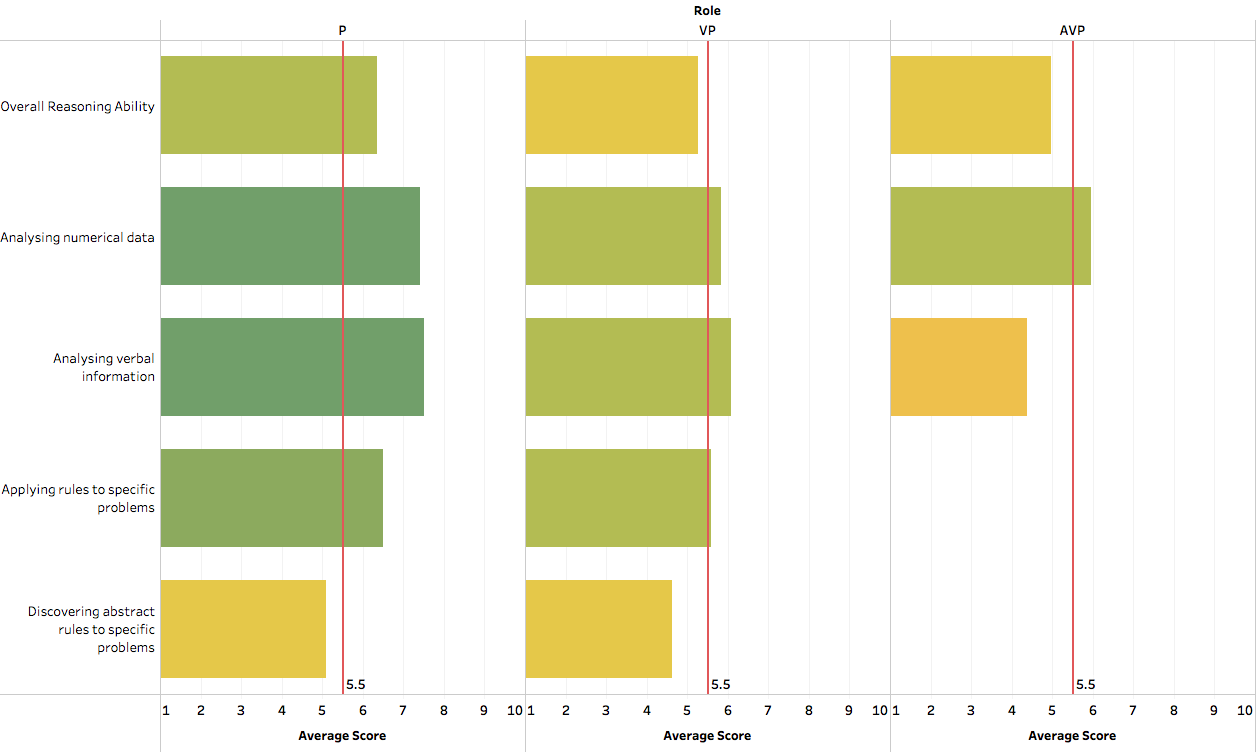 Role
P VP AVP
Overall Reasoning Ability
Analysing numerical data
Analysing verbal
information
Applying rules to specific
problems
Discovering abstract
rules to specific
problems
5.5 5.5 5.5
1 2 3 4 5 6 7 8 9 10 1 2 3 4 5 6 7 8 9 10 1 2 3 4 5 6 7 8 9 10
Average Score Average Score Average Score